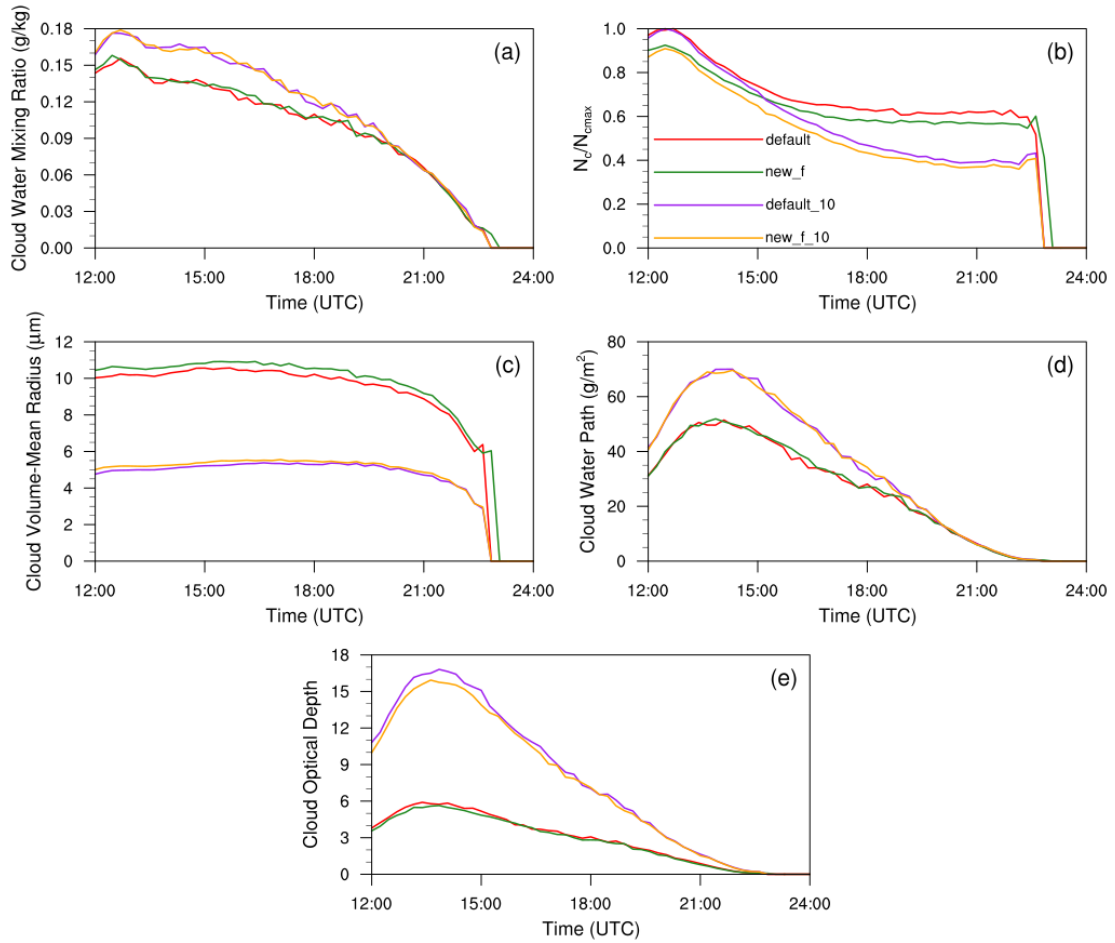 Cloud Water Mixing Ratio (g/kg)
0.18
0.15
0.12
0.09
0.06
0.03
0.00
(a)
12:00 15:00 18:00 21:00 24:00
Time (UTC)
N_c/N_cmax
1.0
0.8
0.6
0.4
0.2
0.0
(b)
default
new_f
default_10
new_f_10
12:00 15:00 18:00 21:00 24:00
Time (UTC)
Cloud Volume-Mean Radius (μm)
12
10
8
6
4
2
0
(c)
12:00 15:00 18:00 21:00 24:00
Time (UTC)
Cloud Water Path (g/m²)
80
60
40
20
0
(d)
12:00 15:00 18:00 21:00 24:00
Time (UTC)
Cloud Optical Depth
18
15
12
9
6
3
0
(e)
12:00 15:00 18:00 21:00 24:00
Time (UTC)